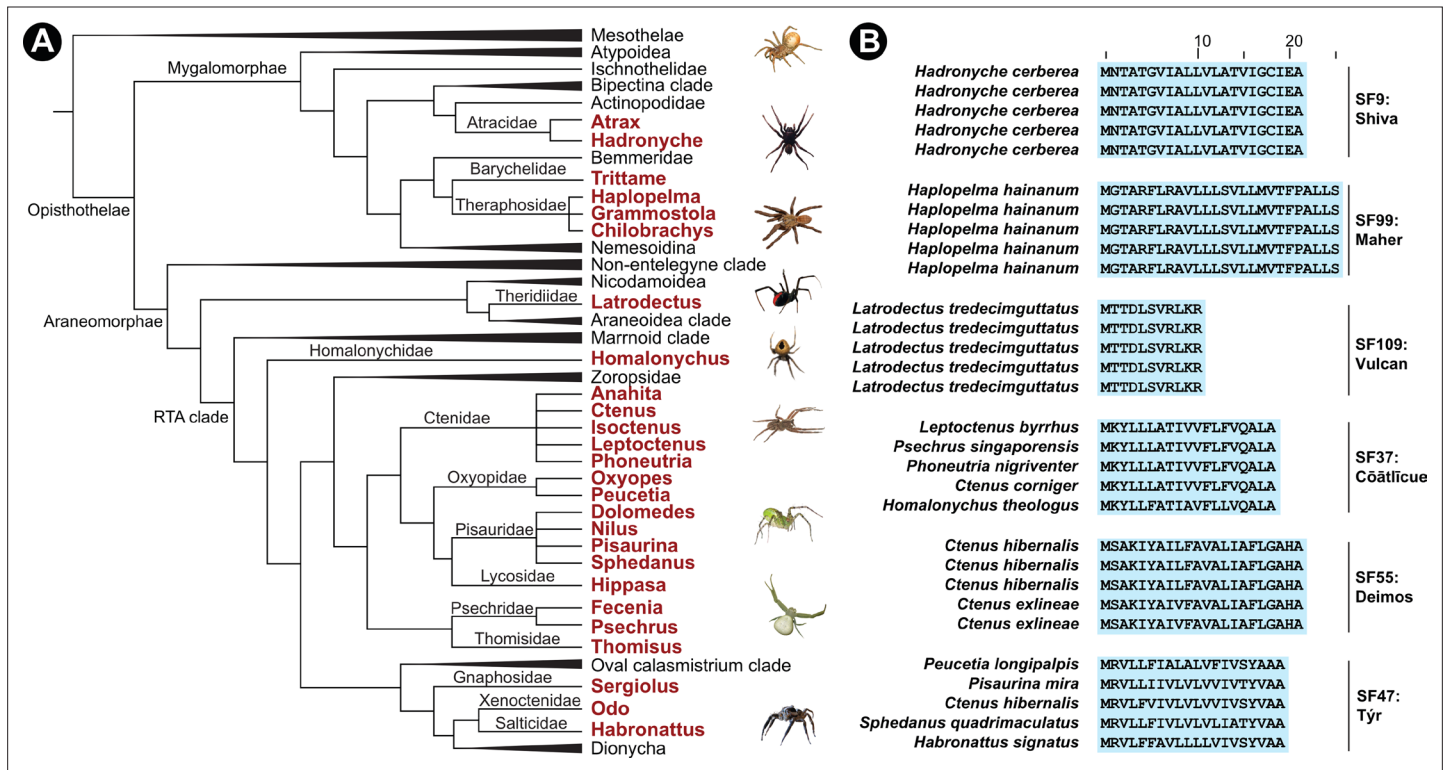 A
Mesothelae
Atypoidea
Mygalomorphae
Ischnothelidae
Bipectina clade
Actinopodidae
Atracidae
Atrax
Hadronyche
Bemmeridae
Barychelidae
Trittame
Haplopelma
Theraphosidae
Grammostola
Chilobrachys
Opisthothelae
Nemesoidina
Non-entelegyne clade
Nicodamoidea
Theridiidae
Latrodectus
Araneomorphae
Araneoidea clade
Marrnoid clade
Homalonychidae
Homalonychus
Zoropsidae
Anahita
RTA clade
Ctenidae
Ctenus
Isoctenus
Leptoctenus
Phoneutria
Oxyopidae
Oxyopes
Peucetia
Dolomedes
Pisauridae
Nilus
Pisaurina
Sphedanus
Lycosidae
Hippasa
Psechridae
Fecenia
Psechrus
Thomisidae
Thomisus
Oval calasmistrium clade
Gnaphosidae
Sergiolus
Xenoctenidae
Odo
Salticidae
Habronattus
Dionycha
B
1 10 20
Hadronyche cerberea MNTATGVIALLVLATVIGCIEA
Hadronyche cerberea MNTATGVIALLVLATVIGCIEA
Hadronyche cerberea MNTATGVIALLVLATVIGCIEA
Hadronyche cerberea MNTATGVIALLVLATVIGCIEA
Hadronyche cerberea MNTATGVIALLVLATVIGCIEA
SF9:
Shiva
Haplopelma hainanum MGTARFLRAVLLLSVLLMVTFPALLS
Haplopelma hainanum MGTARFLRAVLLLSVLLMVTFPALLS
Haplopelma hainanum MGTARFLRAVLLLSVLLMVTFPALLS
Haplopelma hainanum MGTARFLRAVLLLSVLLMVTFPALLS
Haplopelma hainanum MGTARFLRAVLLLSVLLMVTFPALLS
SF99:
Maher
Latrodectus tredecimguttatus MTTDLSVRLKR
Latrodectus tredecimguttatus MTTDLSVRLKR
Latrodectus tredecimguttatus MTTDLSVRLKR
Latrodectus tredecimguttatus MTTDLSVRLKR
Latrodectus tredecimguttatus MTTDLSVRLKR
SF109:
Vulcan
Leptoctenus byrrhus MKYLLLATIVVFLFVQALA
Psechrus singaporensis MKYLLLATIVVFLFVQALA
Phoneutria nigriventer MKYLLLATIVVFLFVQALA
Ctenus corniger MKYLLLATIVVFLFVQALA
Homalonychus theologus MKYLLFATIAVFLLVQALA
SF37:
Cōātlīcue
Ctenus hibernalis MSAKIYAILFAVALIAFLGAHA
Ctenus hibernalis MSAKIYAILFAVALIAFLGAHA
Ctenus hibernalis MSAKIYAILFAVALIAFLGAHA
Ctenus exlineae MSAKIYAIVFAVALIAFLGAHA
Ctenus exlineae MSAKIYAIVFAVALIAFLGAHA
SF55:
Deimos
Peucetia longipalpis MRVLLFIALALVFIVSYAAA
Pisaurina mira MRVLLIIVLVLVVIVTYVAA
Ctenus hibernalis MRVLFVIVLVLLVIVSYVAA
Sphedanus quadrimaculatus MRVLLFIVLVLVLIATYVAA
Habronattus signatus MRVLFFAVLLLLVIVSYVAA
SF47:
Týr